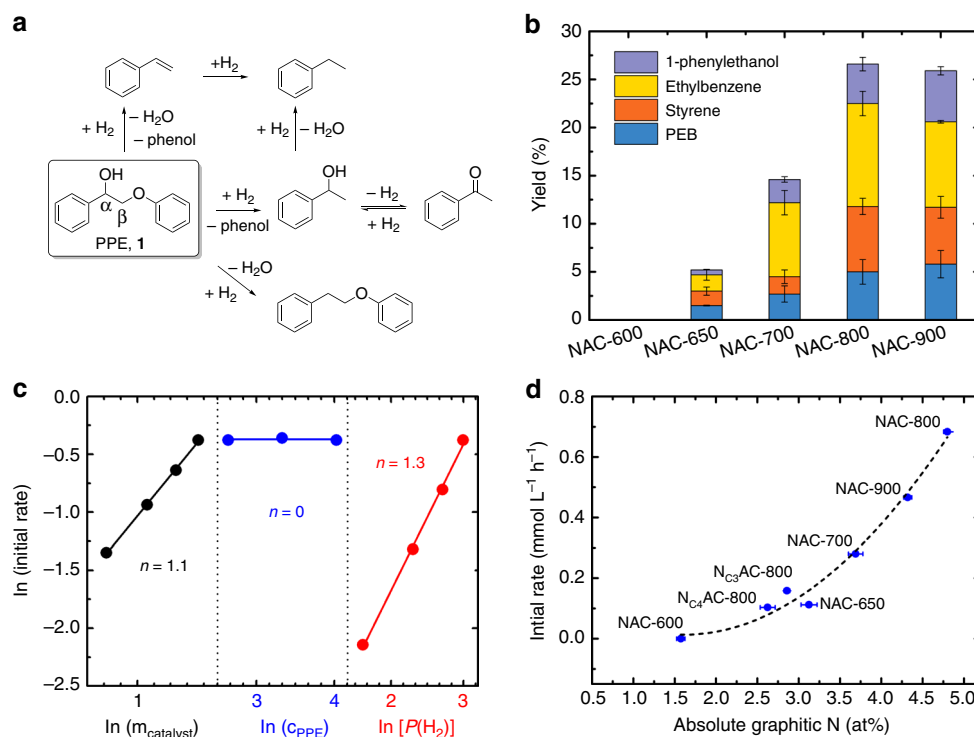 a
+H2
+ H2
– H2O
– phenol
+ H2
– H2O
OH
O
α
β
PPE, 1
+ H2
– phenol
OH
– H2
+ H2
O
– H2O
+ H2
O
b
1-phenylethanol
Ethylbenzene
Styrene
PEB
Yield (%)
25
20
15
10
5
0
NAC-600
NAC-650
NAC-700
NAC-800
NAC-900
c
ln (initial rate)
0.0
–0.5
–1.0
–1.5
–2.0
–2.5
n = 1.1
n = 0
n = 1.3
1
3
4
2
3
ln (mcatalyst)
ln (cPPE)
ln [P(H2)]
d
Intial rate (mmol L–1 h–1)
0.8
0.6
0.4
0.2
0.0
NAC-800
NAC-900
NAC-700
NC3AC-800
NC4AC-800
NAC-650
NAC-600
0.5 1.0 1.5 2.0 2.5 3.0 3.5 4.0 4.5 5.0
Absolute graphitic N (at%)